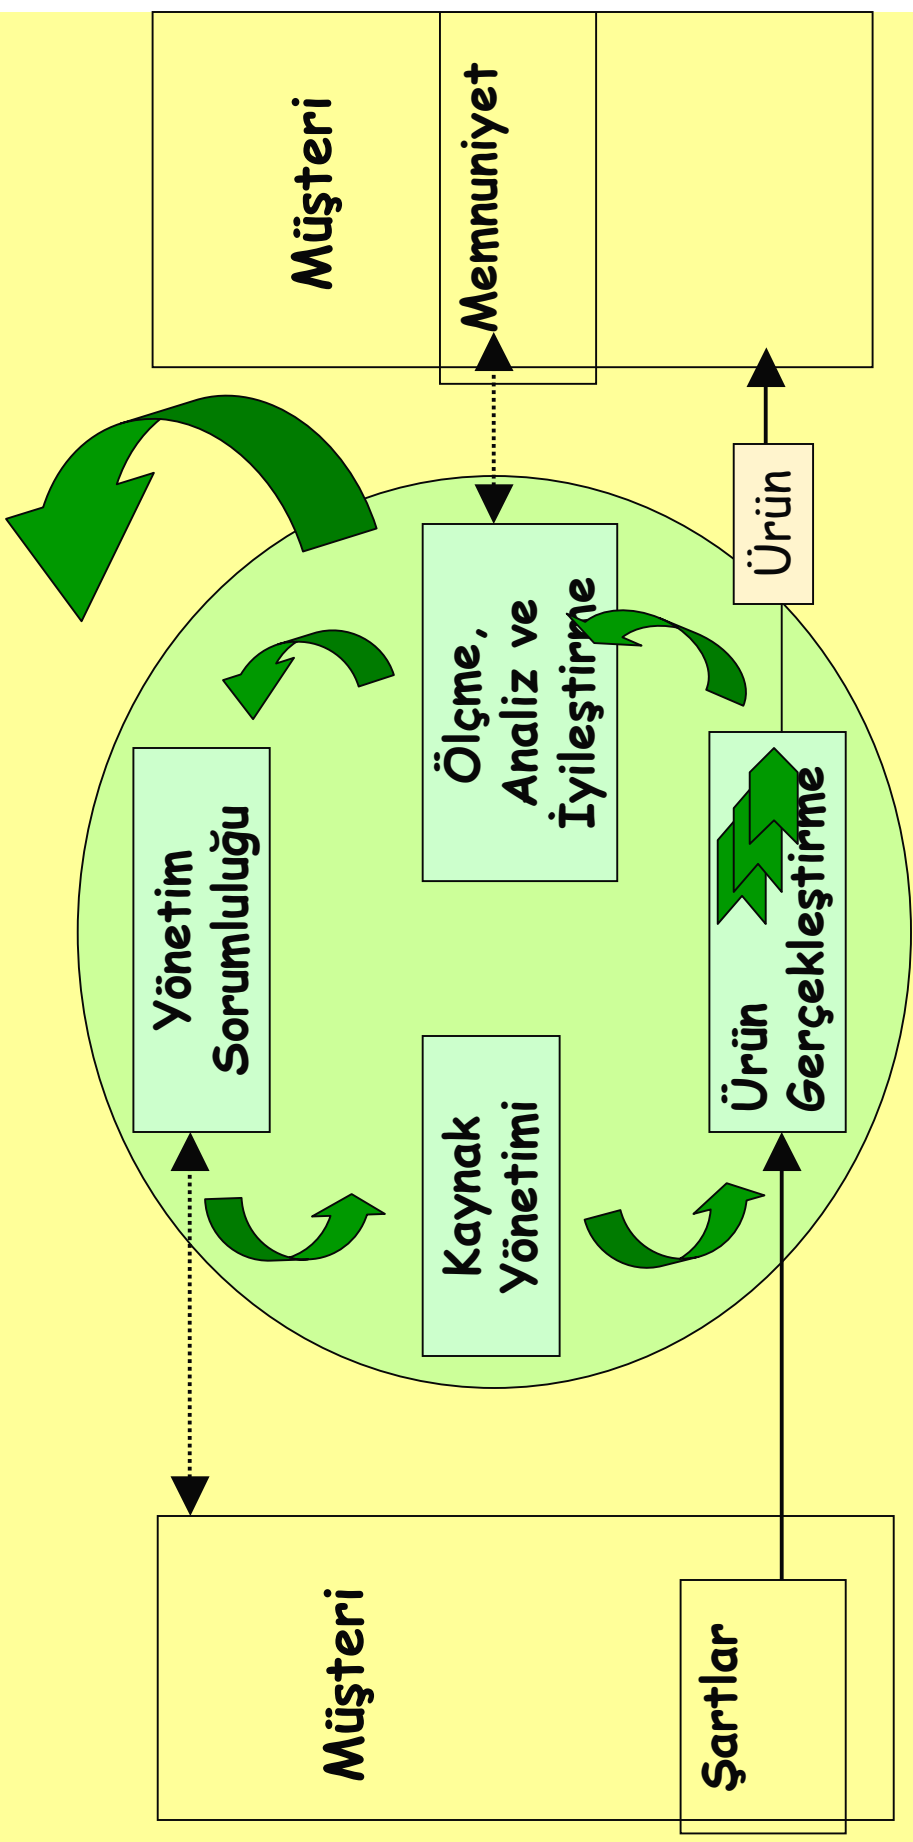 Müşteri
Şartlar
Yönetim
Sorumluluğu
Kaynak
Yönetimi
Ölçme,
Analiz ve
İyileştirme
Ürün
Gerçekleştirme
Ürün
Müşteri
Memnuniyet